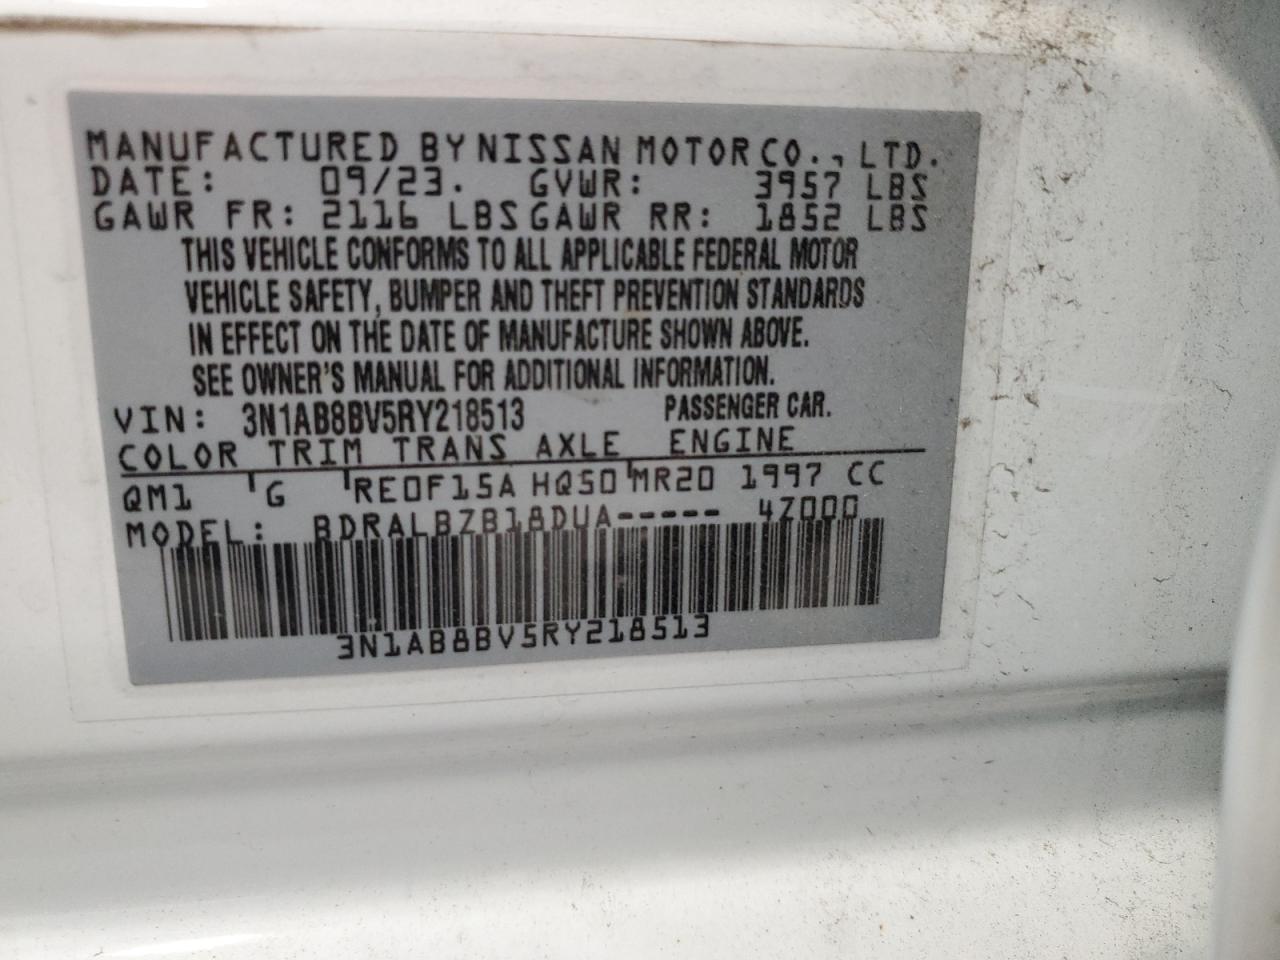 MANUFACTURED BY NISSAN MOTOR CO., LTD.
DATE: 09/23. GVWR: 3957 LBS
GAWR FR: 2116 LBS GAWR RR: 1852 LBS
THIS VEHICLE CONFORMS TO ALL APPLICABLE FEDERAL MOTOR
VEHICLE SAFETY, BUMPER AND THEFT PREVENTION STANDARDS
IN EFFECT ON THE DATE OF MANUFACTURE SHOWN ABOVE.
SEE OWNER'S MANUAL FOR ADDITIONAL INFORMATION.
VIN: 3N1AB8BV5RY218513 PASSENGER CAR.
COLOR TRIM TRANS AXLE ENGINE
QM1 G RE0F15A HQ50 MR20 1997 CC
MODEL: BDRALBZB18DUA----- 4Z000
3N1AB8BV5RY218513